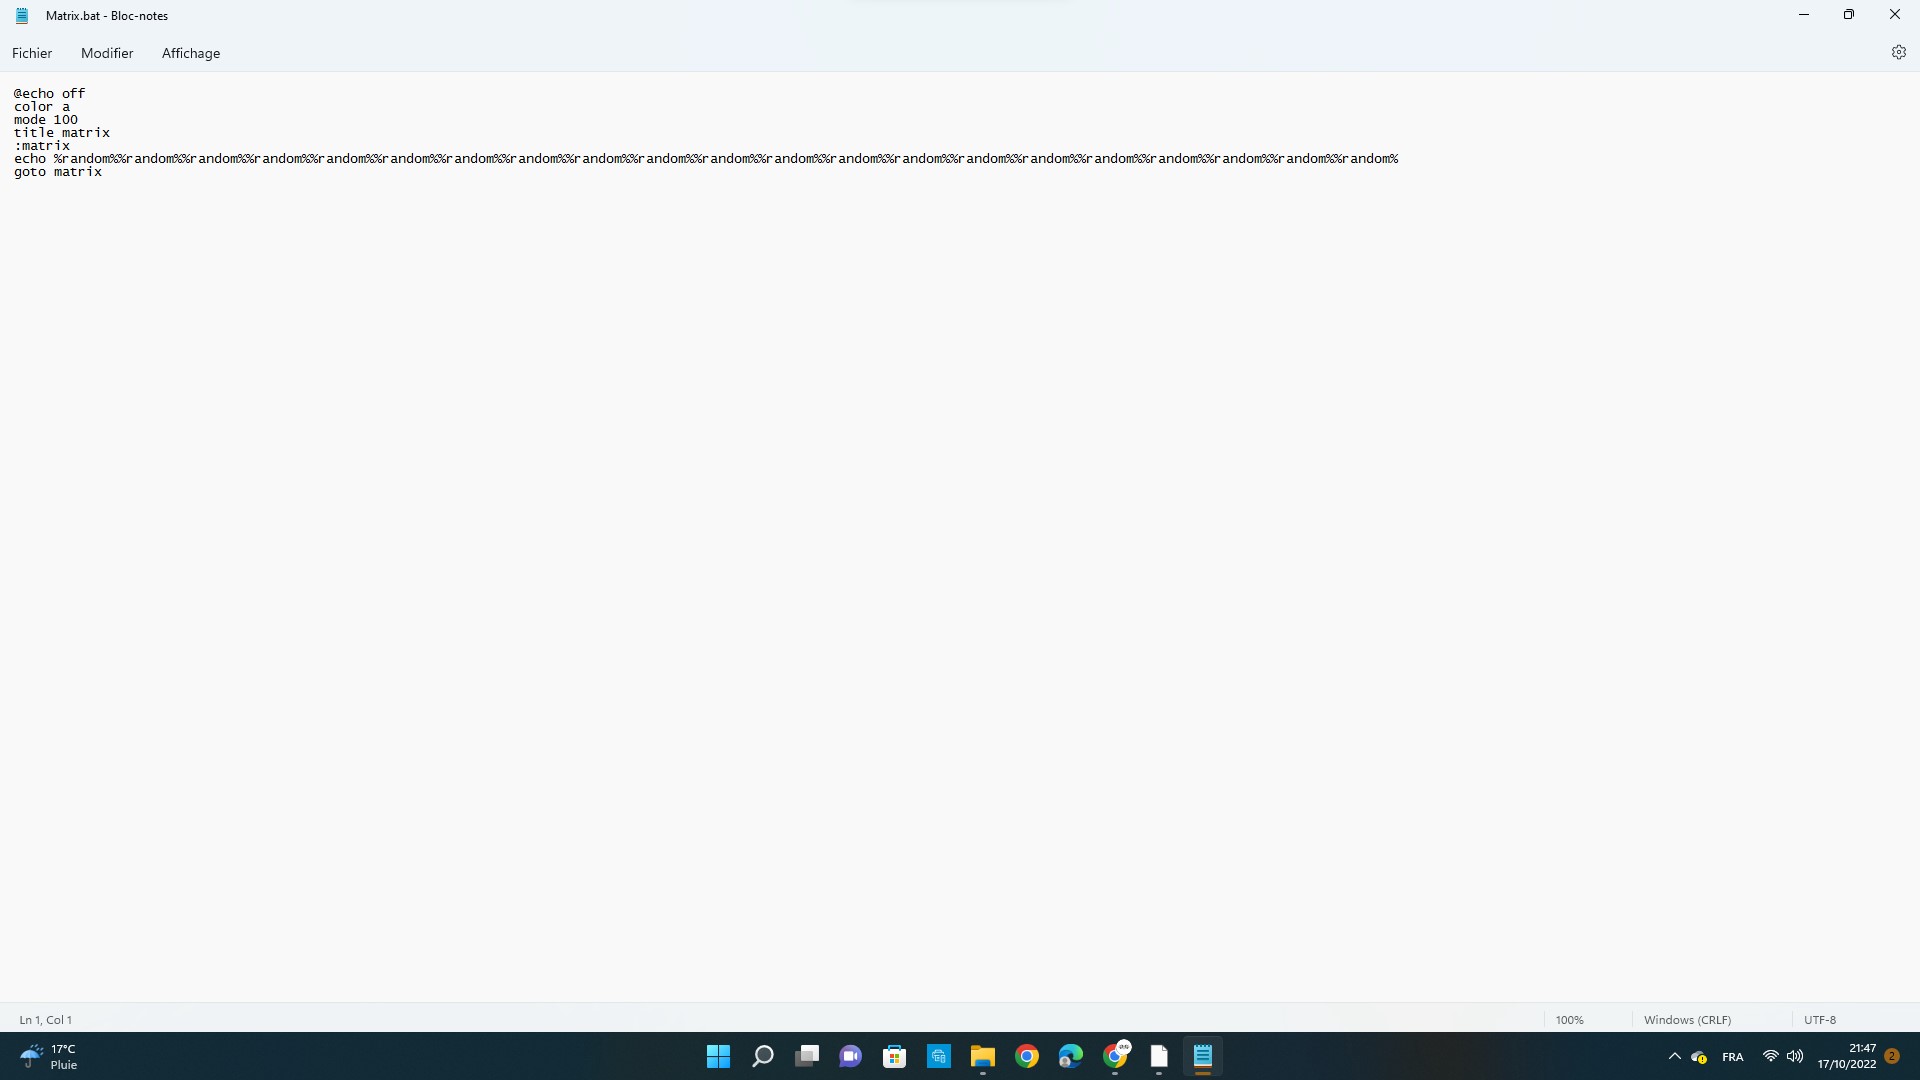 Matrix.bat - Bloc-notes
Fichier Modifier Affichage
@echo off
color a
mode 100
title matrix
:matrix
echo %random%%random%%random%%random%%random%%random%%random%%random%%random%%random%%random%%random%%random%%random%%random%%random%%random%%random%%random%%random%%random%
goto matrix
Ln 1, Col 1 100% Windows (CRLF) UTF-8
17°C
Pluie
FRA
21:47
17/10/2022
2